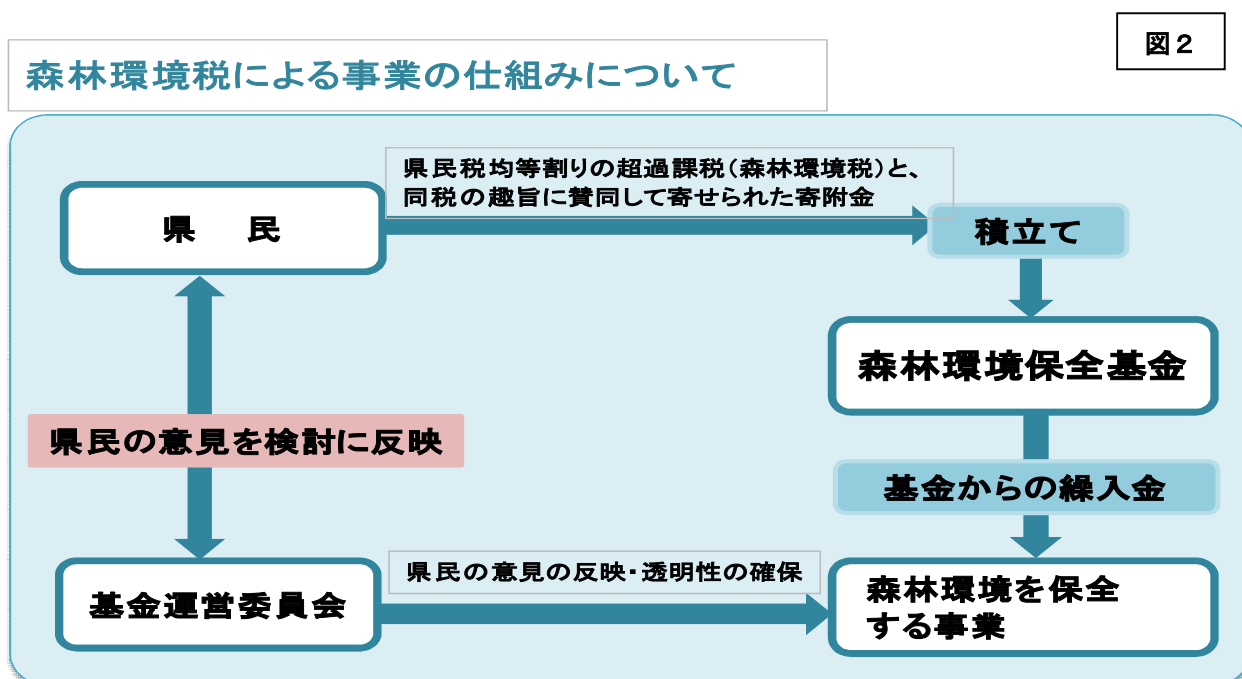 図2
森林環境税による事業の仕組みについて
県民税均等割りの超過課税(森林環境税)と、
同税の趣旨に賛同して寄せられた寄附金
県 民
積立て
森林環境保全基金
県民の意見を検討に反映
基金からの繰入金
県民の意見の反映・透明性の確保
基金運営委員会
森林環境を保全
する事業